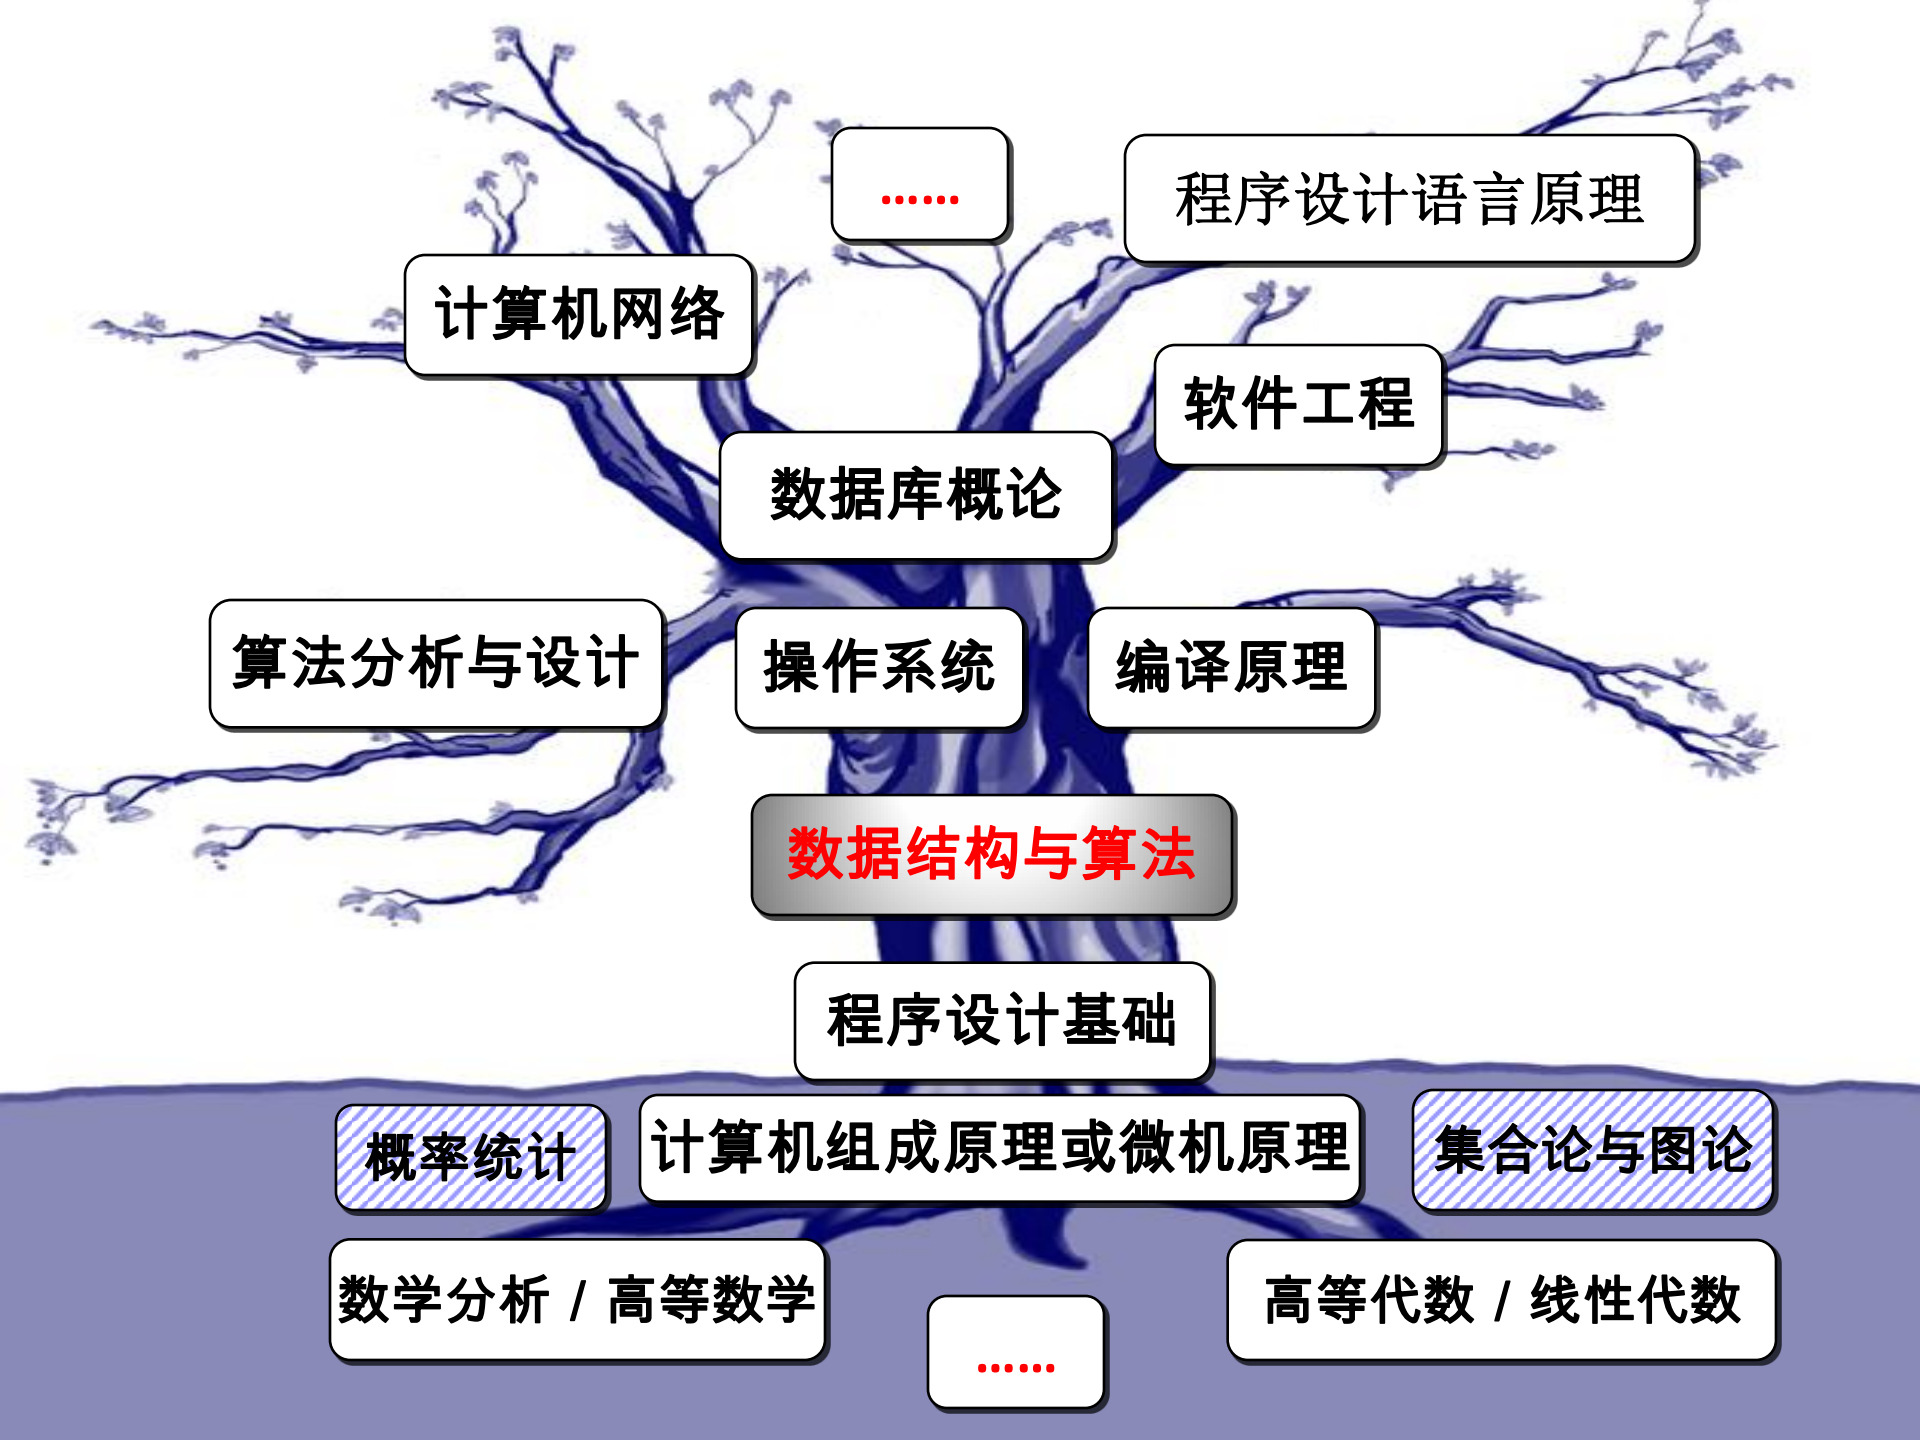 ……
程序设计语言原理
计算机网络
软件工程
数据库概论
算法分析与设计
操作系统
编译原理
数据结构与算法
程序设计基础
概率统计
计算机组成原理或微机原理
集合论与图论
数学分析 / 高等数学
高等代数 / 线性代数
……